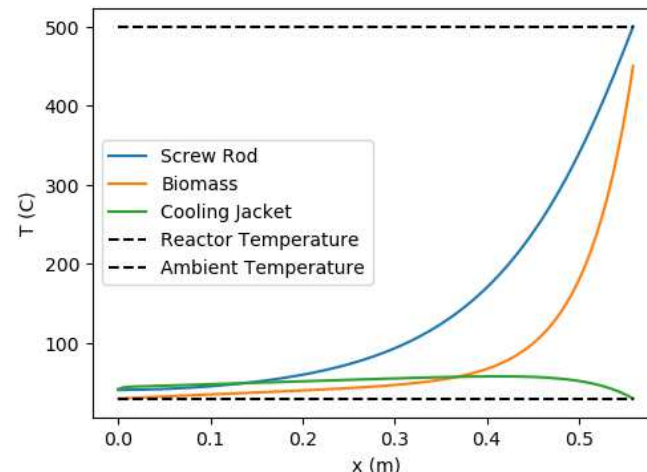 500
400
300
200
100
T (C)
Screw Rod
Biomass
Cooling Jacket
Reactor Temperature
Ambient Temperature
0.0 0.1 0.2 0.3 0.4 0.5
x (m)